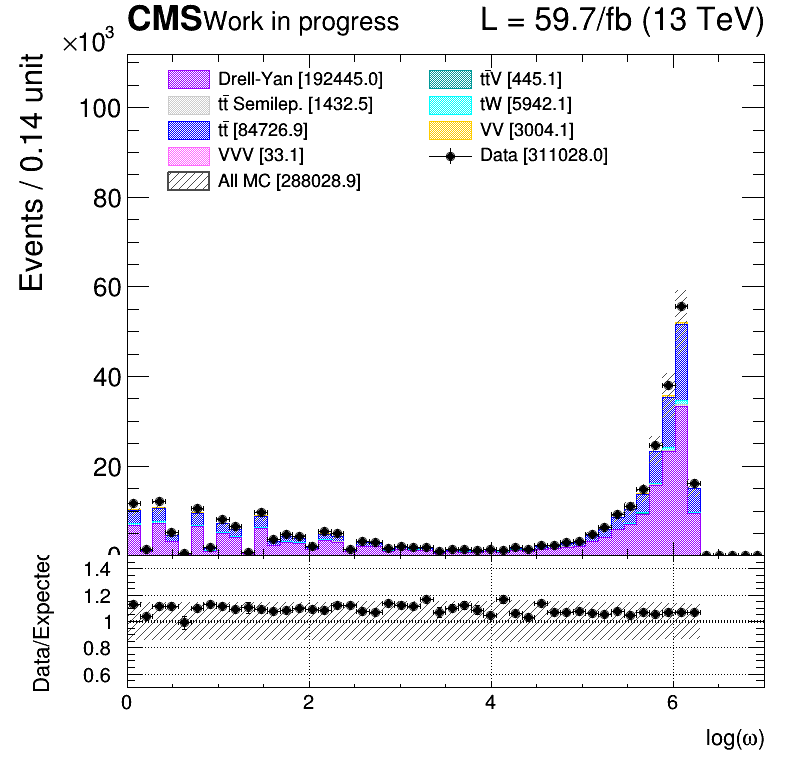 CMS Work in progress L = 59.7/fb (13 TeV)
×10³
Events / 0.14 unit
Drell-Yan [192445.0]
tt̄ Semilep. [1432.5]
tt̄ [84726.9]
VVV [33.1]
All MC [288028.9]
tt̄V [445.1]
tW [5942.1]
VV [3004.1]
Data [311028.0]
100
80
60
40
20
0
Data/Expected
1.4
1.2
1
0.8
0.6
0 2 4 6
log(ω)